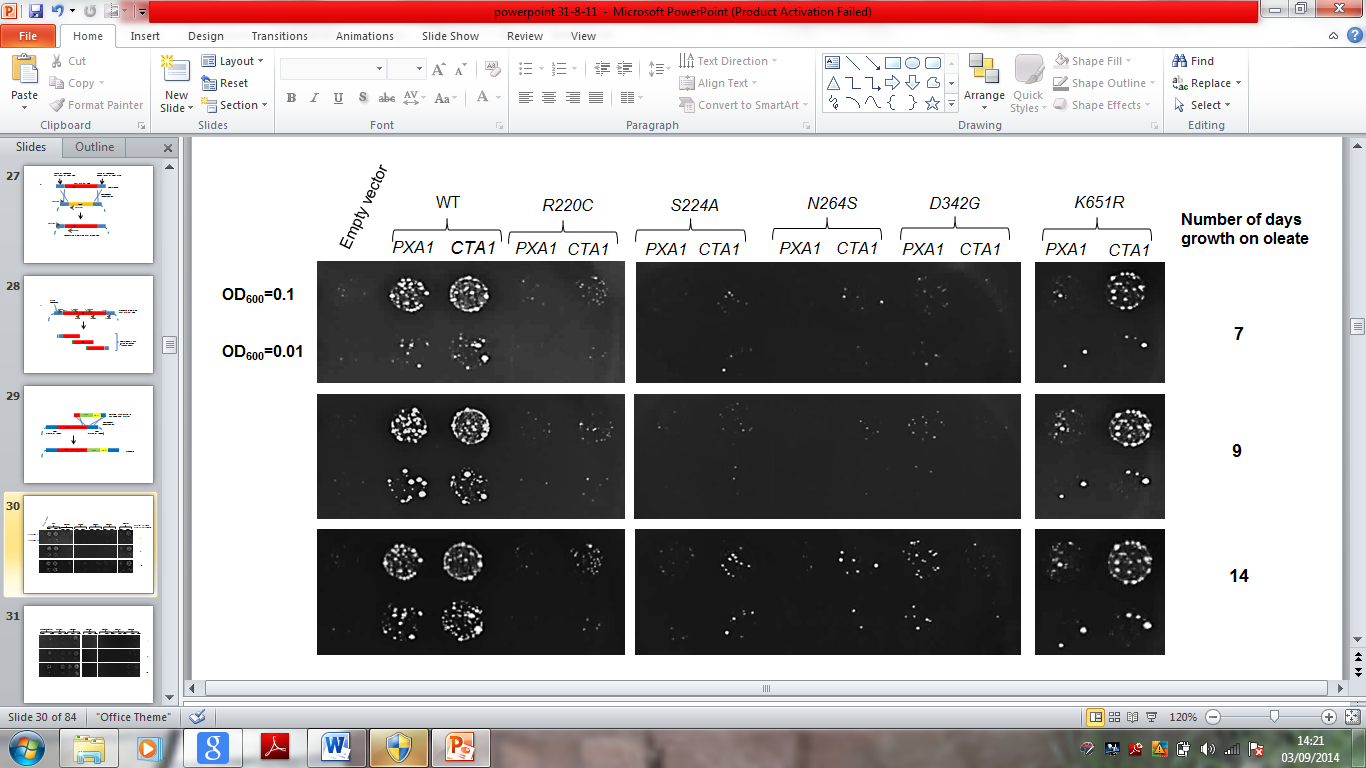 powerpoint 31-8-11 - Microsoft PowerPoint (Product Activation Failed)
File Home Insert Design Transitions Animations Slide Show Review View
Paste
Cut
Copy
Format Painter
Clipboard
New Slide
Layout
Reset
Section
Slides
B I U S abc AV Aa A
Font
Paragraph
Text Direction
Align Text
Convert to SmartArt
Arrange
Quick Styles
Shape Fill
Shape Outline
Shape Effects
Drawing
Find
Replace
Select
Editing
Slides Outline
27
28
29
30
31
Empty vector
WT R220C S224A N264S D342G K651R
PXA1 CTA1 PXA1 CTA1 PXA1 CTA1 PXA1 CTA1 PXA1 CTA1 PXA1 CTA1
Number of days
growth on oleate
OD600=0.1
OD600=0.01
7
9
14
Slide 30 of 84 "Office Theme" 120%
14:21
03/09/2014